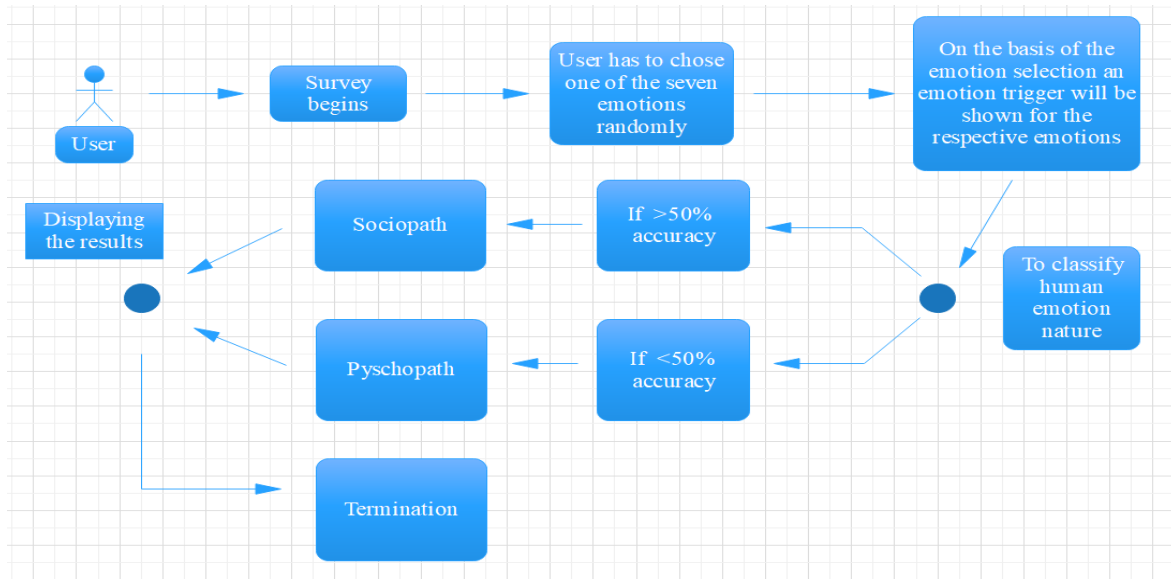 User
Survey
begins
User has to chose
one of the seven
emotions
randomly
On the basis of the
emotion selection an
emotion trigger will be
shown for the
respective emotions
Displaying
the results
Sociopath
If >50%
accuracy
To classify
human
emotion
nature
Pyschopath
If <50%
accuracy
Termination